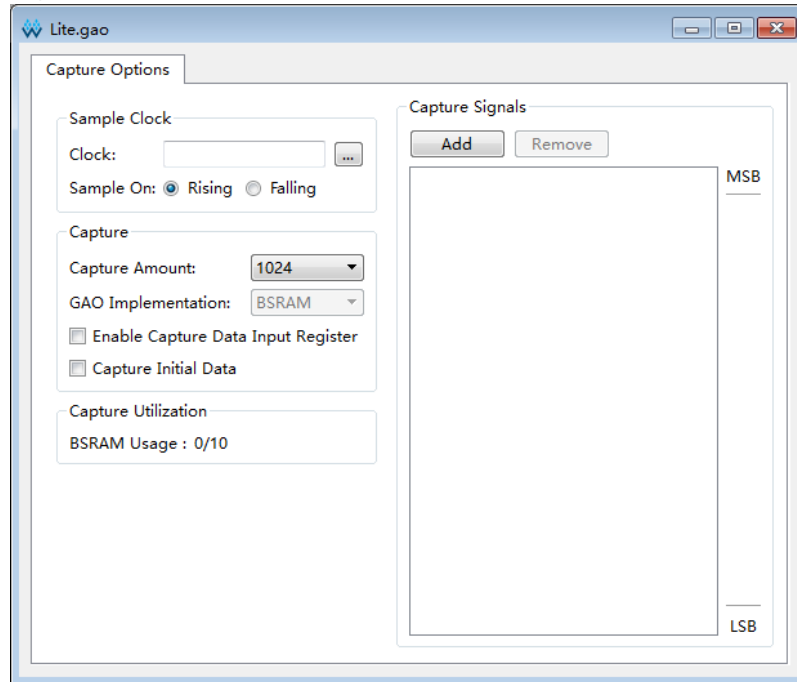 Lite.gao
Capture Options
Sample Clock
Clock:
...
Sample On: Rising Falling
Capture
Capture Amount: 1024
GAO Implementation: BSRAM
Enable Capture Data Input Register
Capture Initial Data
Capture Utilization
BSRAM Usage : 0/10
Capture Signals
Add Remove
MSB
LSB